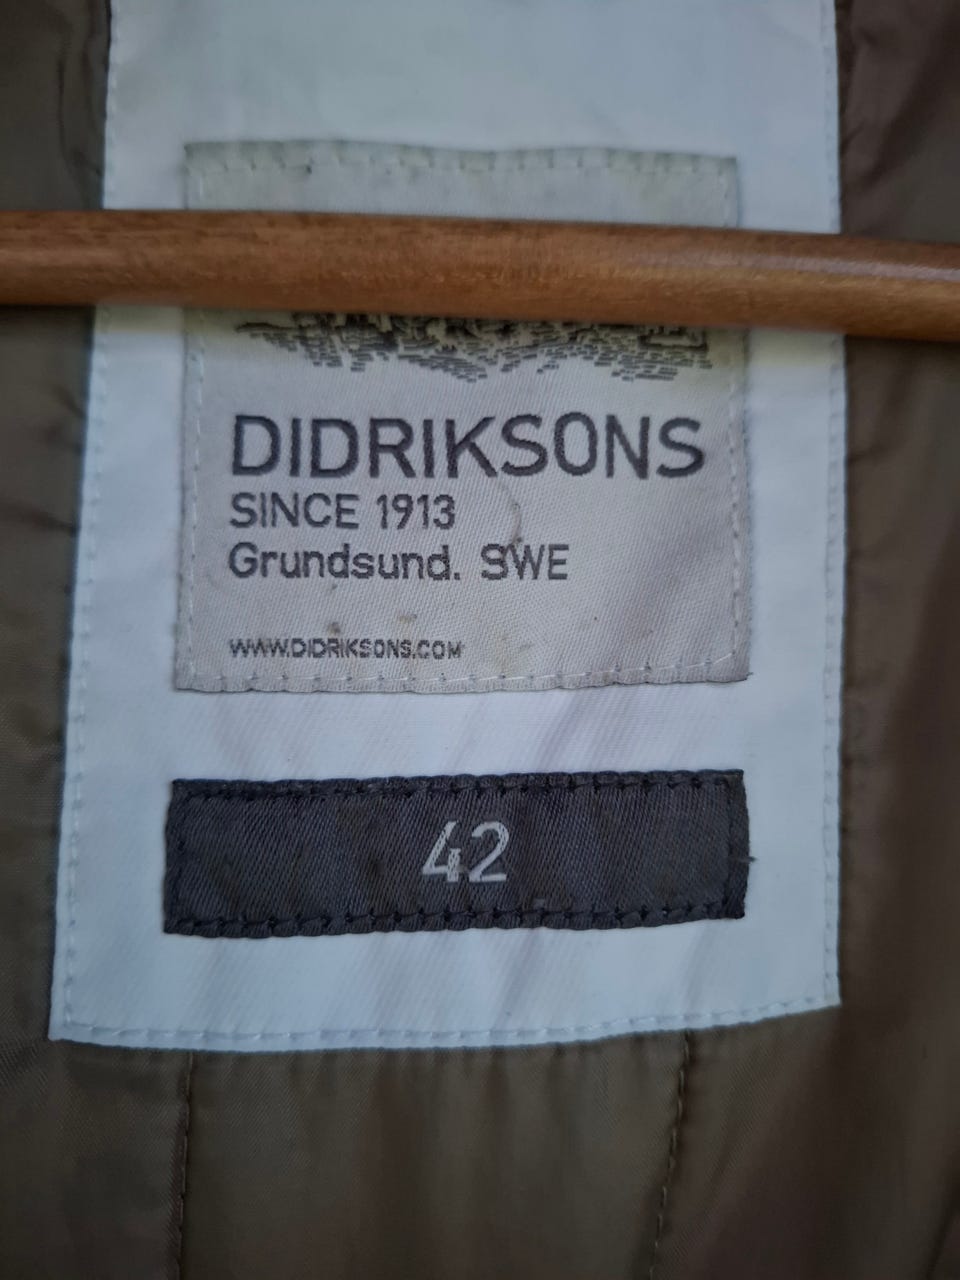 DIDRIKSONS
SINCE 1913
Grundsund. SWE
WWW.DIDRIKSONS.COM
42